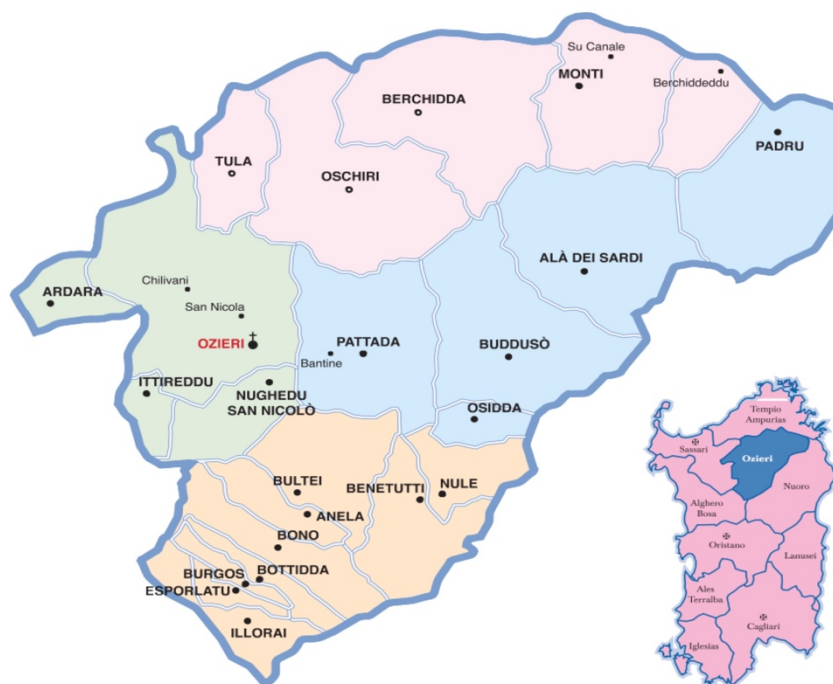 Su Canale
MONTI
Berchiddeddu
BERCHIDDA
PADRU
TULA
OSCHIRI
ALÀ DEI SARDI
Chilivani
ARDARA
San Nicola
OZIERI
PATTADA
Bantine
BUDDUSÒ
ITTIREDDU
NUGHEDU
SAN NICOLÒ
OSIDDA
BULTEI
BENETUTTI
NULE
ANELA
BONO
BOTTIDDA
BURGOS
ESPORLATU
ILLORAI
Tempio
Ampurias
Sassari
Ozieri
Nuoro
Alghero
Bosa
Oristano
Lanusei
Ales
Terralba
Cagliari
Iglesias